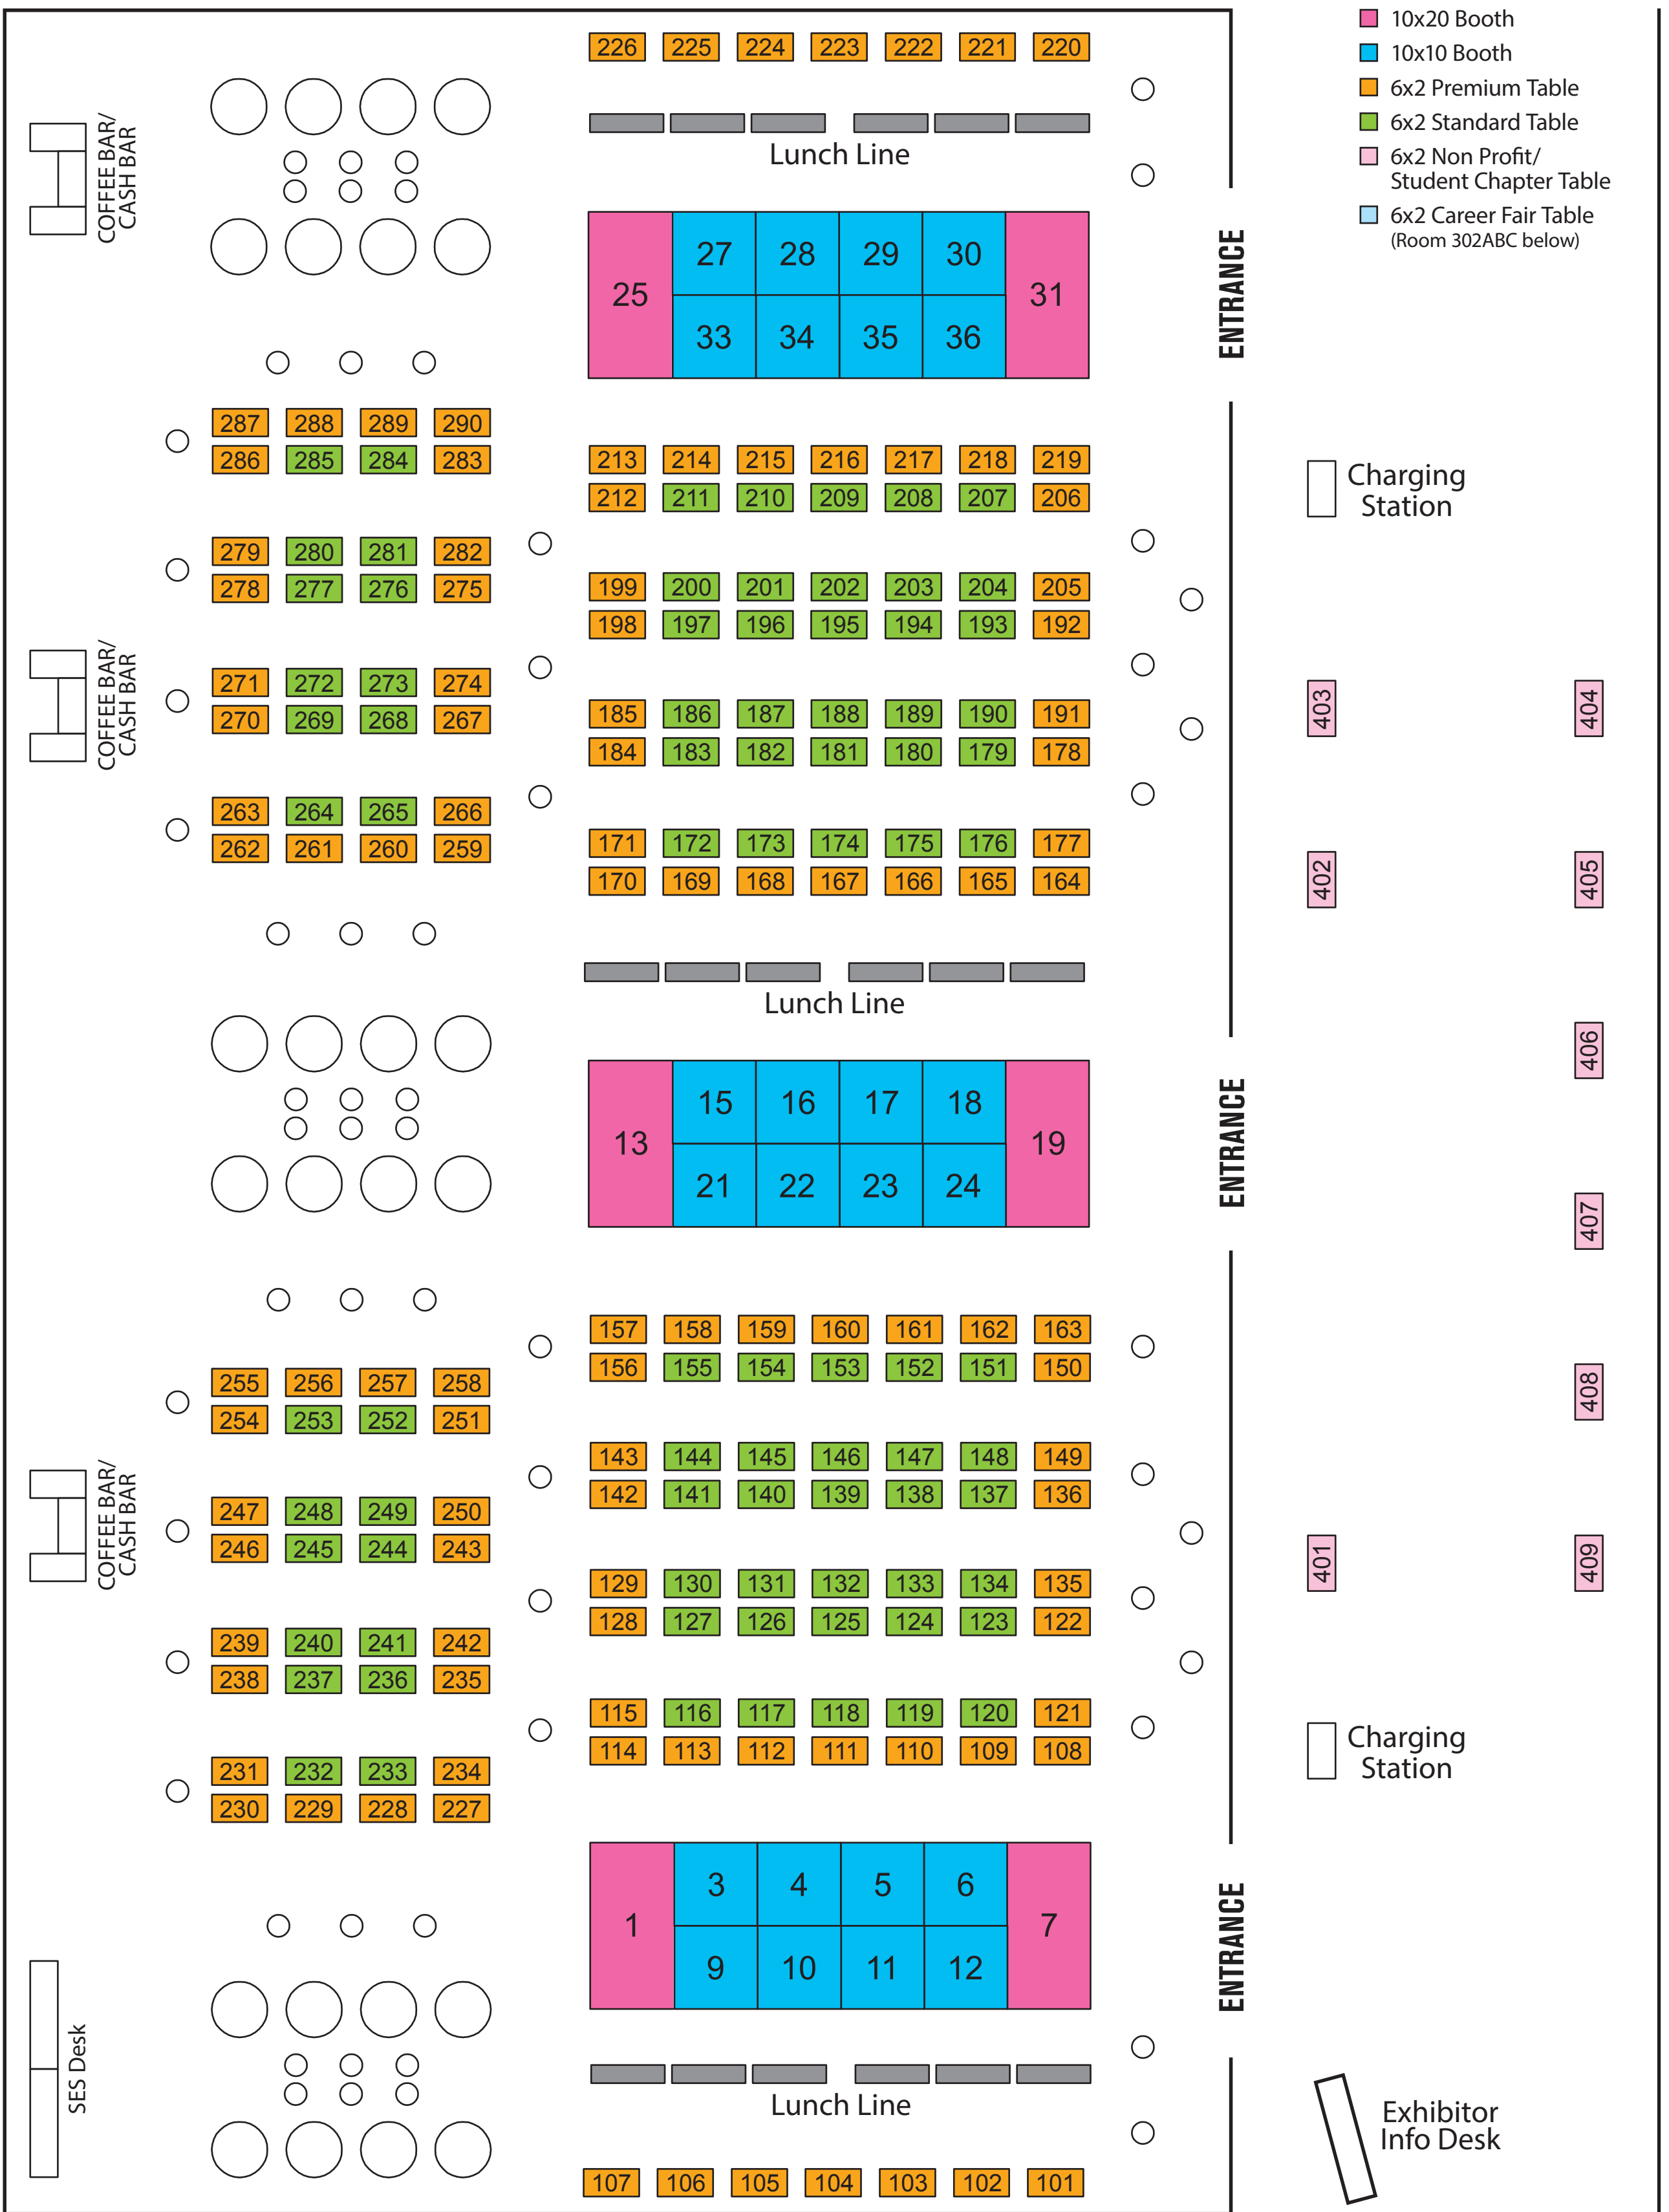 10x20 Booth
10x10 Booth
6x2 Premium Table
6x2 Standard Table
6x2 Non Profit/
Student Chapter Table
6x2 Career Fair Table
(Room 302ABC below)
226 225 224 223 222 221 220
Lunch Line
COFFEE BAR/
CASH BAR
25 27 28 29 30 31
33 34 35 36
ENTRANCE
287 288 289 290
286 285 284 283
213 214 215 216 217 218 219
212 211 210 209 208 207 206
Charging
Station
279 280 281 282
278 277 276 275
199 200 201 202 203 204 205
198 197 196 195 194 193 192
COFFEE BAR/
CASH BAR
271 272 273 274
270 269 268 267
185 186 187 188 189 190 191
184 183 182 181 180 179 178
403 404
263 264 265 266
262 261 260 259
171 172 173 174 175 176 177
170 169 168 167 166 165 164
402 405
Lunch Line
406
13 15 16 17 18 19
21 22 23 24
ENTRANCE
407
157 158 159 160 161 162 163
156 155 154 153 152 151 150
255 256 257 258
254 253 252 251
408
143 144 145 146 147 148 149
142 141 140 139 138 137 136
COFFEE BAR/
CASH BAR
247 248 249 250
246 245 244 243
401 409
129 130 131 132 133 134 135
128 127 126 125 124 123 122
239 240 241 242
238 237 236 235
115 116 117 118 119 120 121
114 113 112 111 110 109 108
Charging
Station
231 232 233 234
230 229 228 227
1 3 4 5 6 7
9 10 11 12
ENTRANCE
SES Desk
Lunch Line
Exhibitor
Info Desk
107 106 105 104 103 102 101